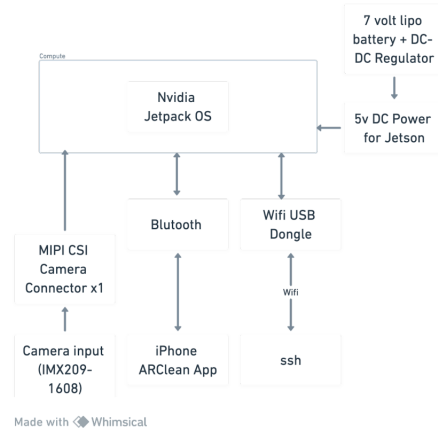 7 volt lipo
battery + DC-
DC Regulator
Compute
Nvidia
Jetpack OS
5v DC Power
for Jetson
Blutooth
Wifi USB
Dongle
MIPI CSI
Camera
Connector x1
Wifi
Camera input
(IMX209-
1608)
iPhone
ARClean App
ssh
Made with Whimsical